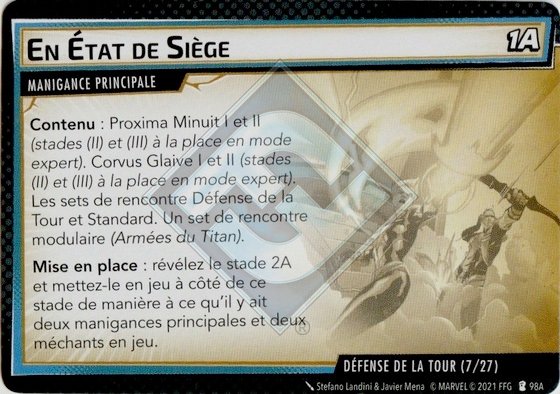 En État de Siège
1A
Manigance Principale
Contenu : Proxima Minuit I et II
(stades (II) et (III) à la place en mode
expert). Corvus Glaive I et II (stades
(II) et (III) à la place en mode expert).
Les sets de rencontre Défense de la
Tour et Standard. Un set de rencontre
modulaire (Armées du Titan).
Mise en place : révélez le stade 2A
et mettez-le en jeu à côté de ce
stade de manière à ce qu'il y ait
deux manigances principales et deux
méchants en jeu.
®
Défense de la Tour (7/27)
Stefano Landini & Javier Mena © MARVEL © 2021 FFG 98A